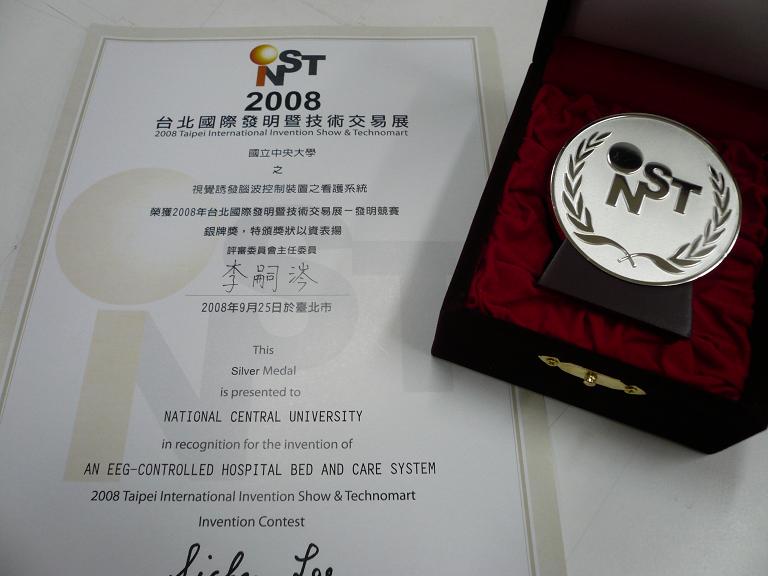 iNST
2008
台北國際發明暨技術交易展
2008 Taipei International Invention Show & Technomart
國立中央大學
之
視覺誘發腦波控制裝置之看護系統
榮獲2008年台北國際發明暨技術交易展－發明競賽
銀牌獎，特頒獎狀以資表揚
評審委員會主任委員
李嗣涔
2008年9月25日於臺北市
This
Silver Medal
is presented to
NATIONAL CENTRAL UNIVERSITY
in recognition for the invention of
AN EEG-CONTROLLED HOSPITAL BED AND CARE SYSTEM
2008 Taipei International Invention Show & Technomart
Invention Contest
iNST